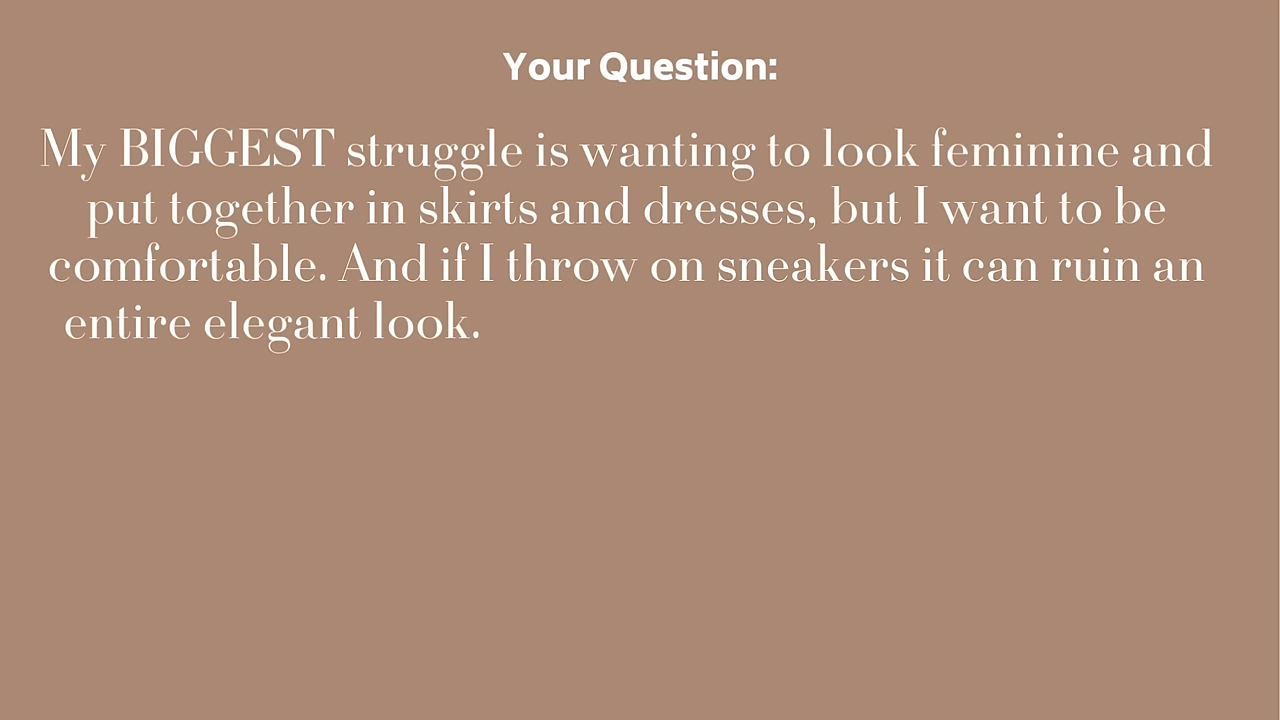 Your Question:
My BIGGEST struggle is wanting to look feminine and
put together in skirts and dresses, but I want to be
comfortable. And if I throw on sneakers it can ruin an
entire elegant look.